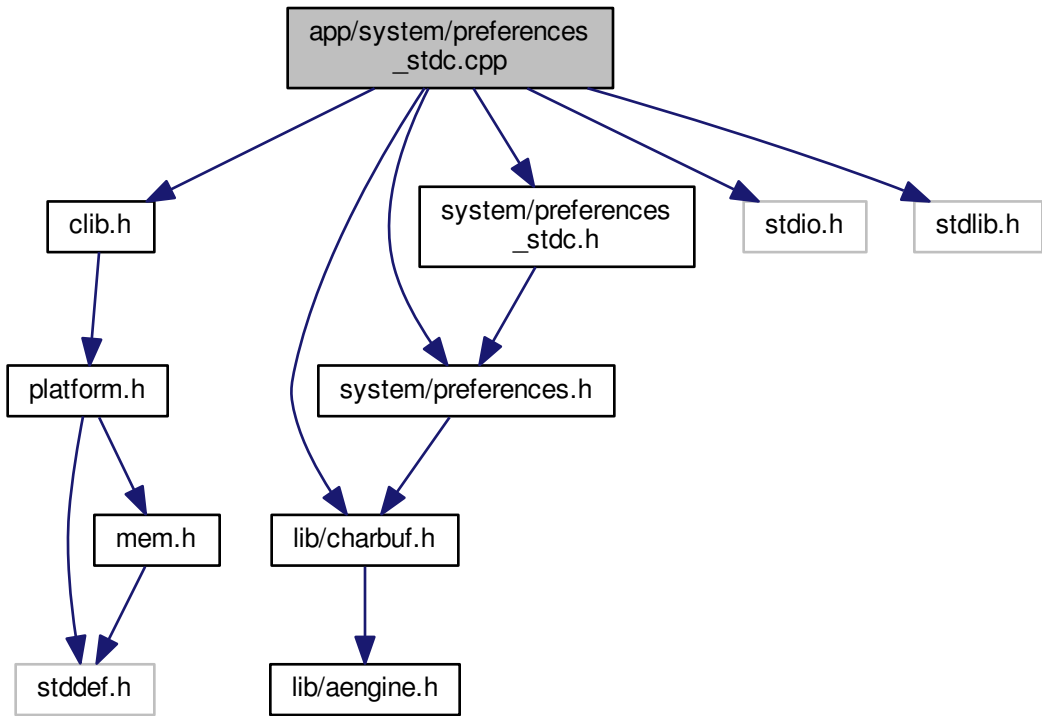 app/system/preferences
_stdc.cpp
clib.h
system/preferences
_stdc.h
stdio.h
stdlib.h
platform.h
system/preferences.h
mem.h
lib/charbuf.h
stddef.h
lib/aengine.h